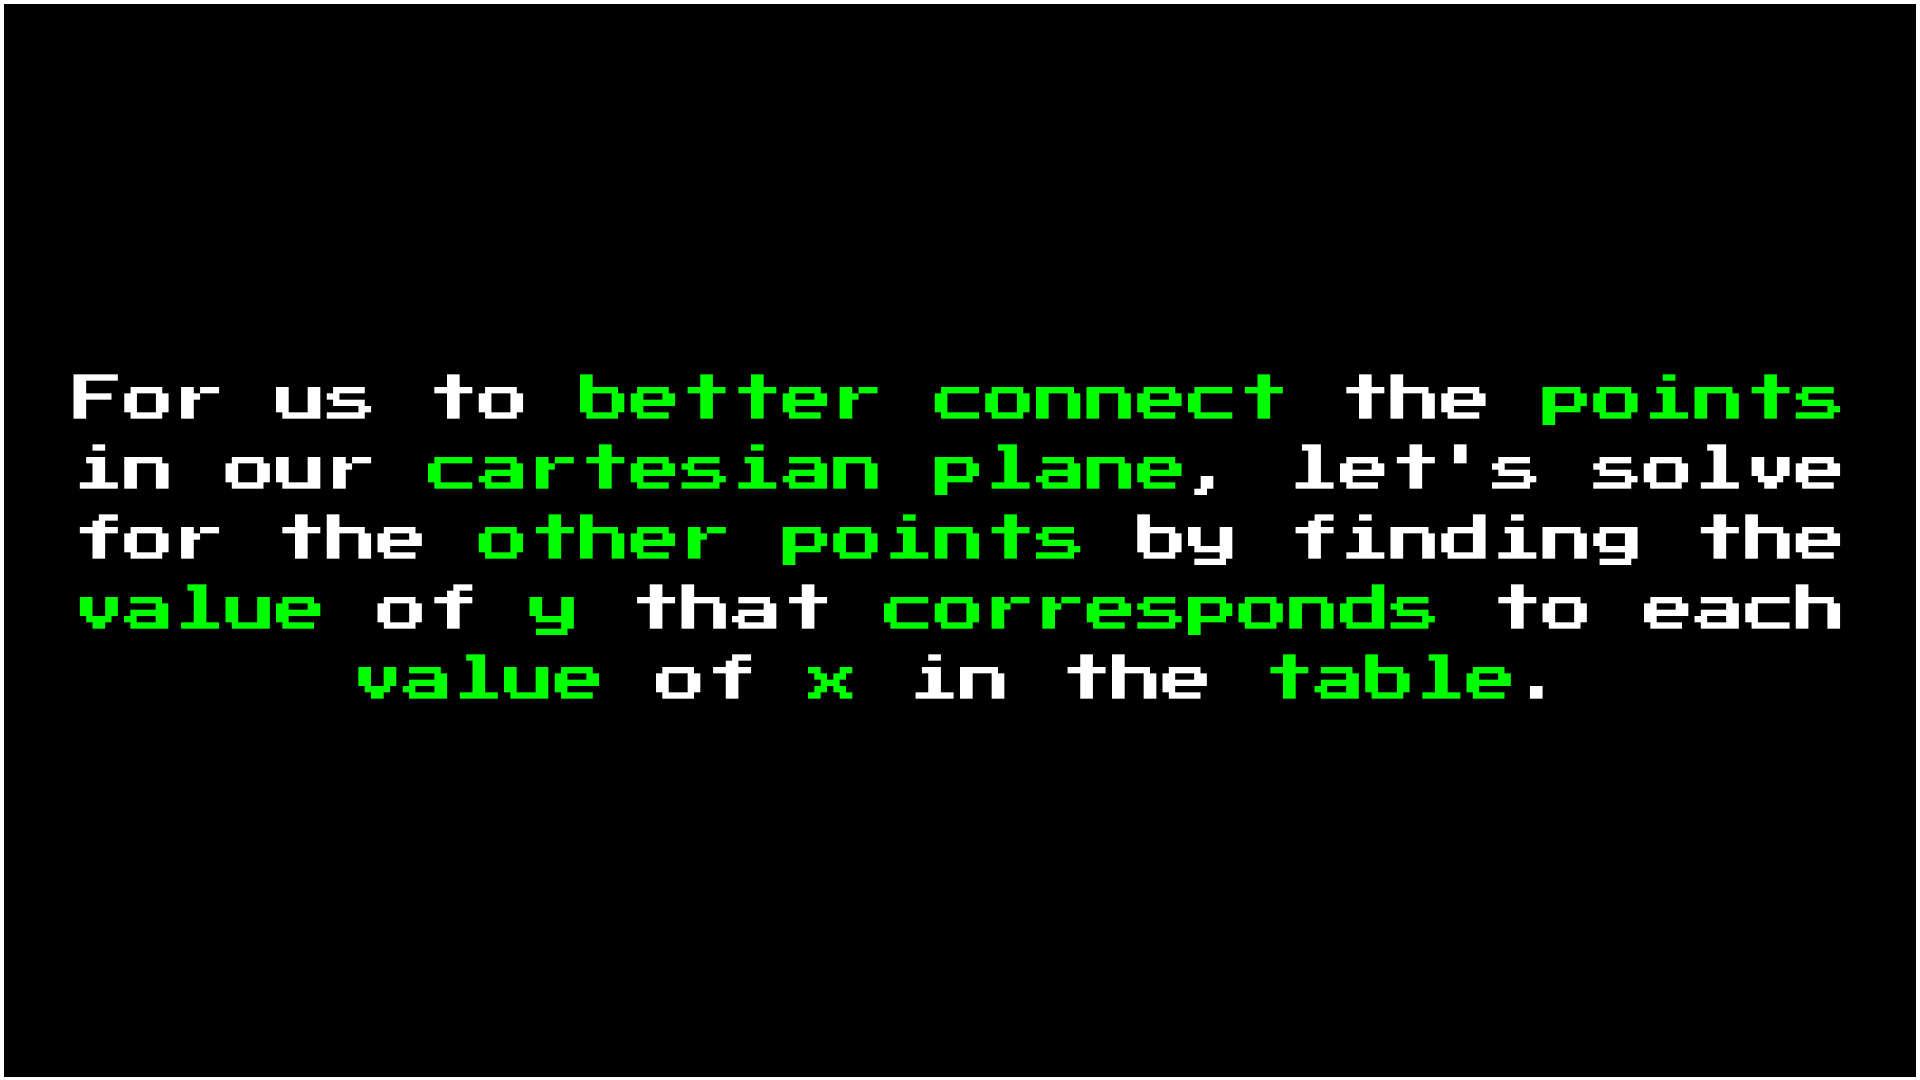 For us to better connect the points
in our cartesian plane, let's solve
for the other points by finding the
value of y that corresponds to each
value of x in the table.